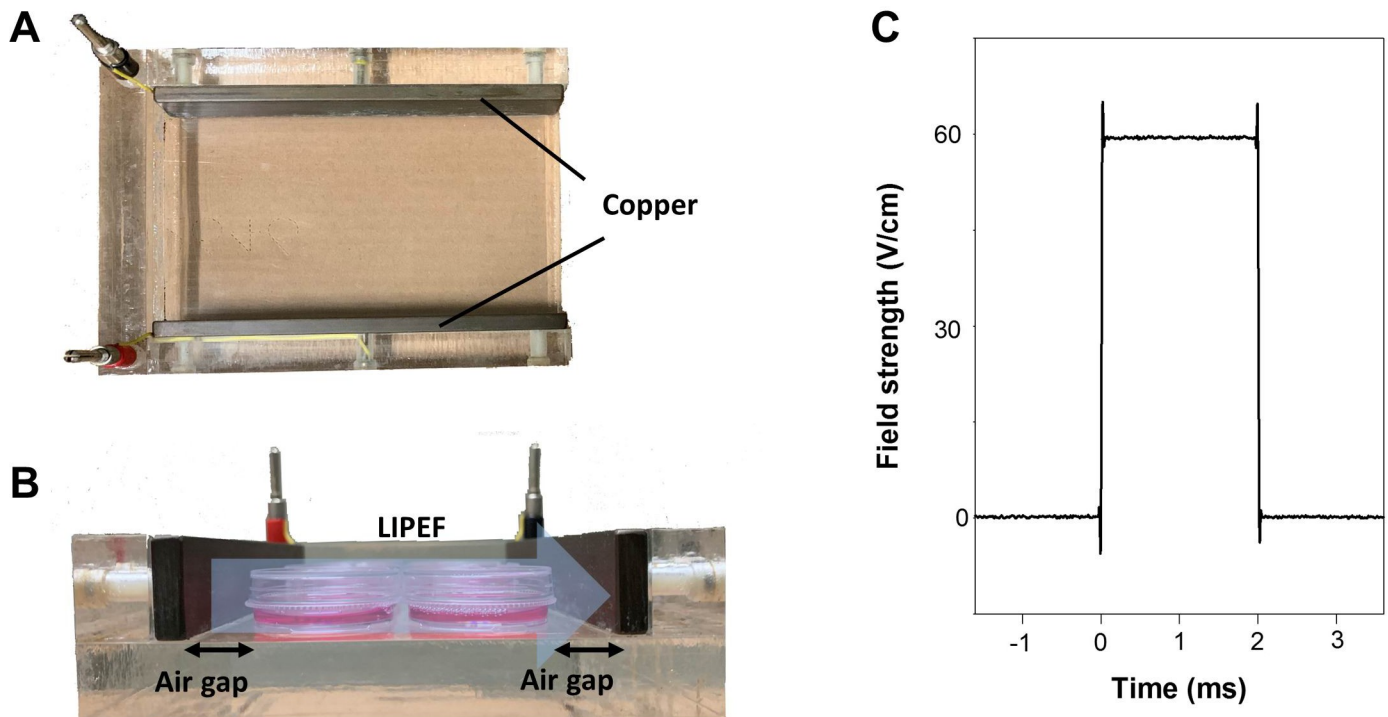 A
Copper
B
LIPEF
Air gap
Air gap
C
Field strength (V/cm)
60
30
0
-1
0
1
2
3
Time (ms)